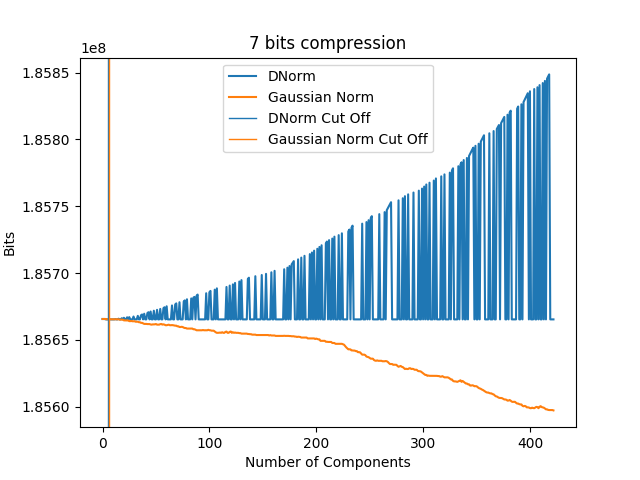 7 bits compression
1e8
DNorm
Gaussian Norm
DNorm Cut Off
Gaussian Norm Cut Off
1.8585
1.8580
1.8575
1.8570
1.8565
1.8560
Bits
0 100 200 300 400
Number of Components